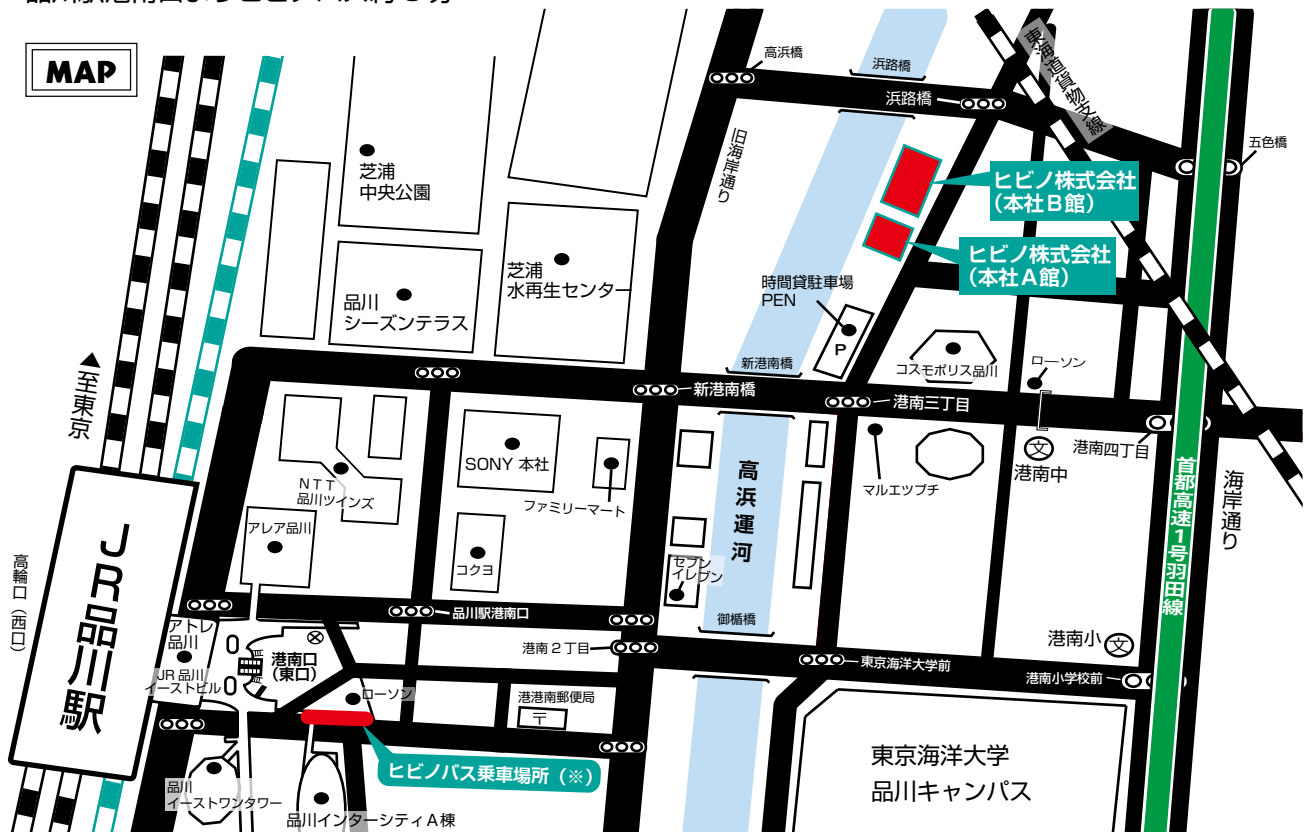 MAP
高浜橋
浜路橋
浜路橋
東海道貨物支線
五色橋
旧海岸通り
芝浦
中央公園
ヒビノ株式会社
(本社B館)
ヒビノ株式会社
(本社A館)
芝浦
水再生センター
時間貸駐車場
PEN
P
品川
シーズンテラス
▲至東京
新港南橋
新港南橋
コスモポリス品川
ローソン
港南三丁目
港南四丁目
文
港南中
SONY 本社
ファミリーマート
NTT
品川ツインズ
マルエツプチ
高浜運河
首都高速1号羽田線
海岸通り
アレア品川
コクヨ
セブン
イレブン
高輪口(西口)
JR品川駅
品川駅港南口
御楯橋
アトレ
品川
港南口
(東口)
港南2丁目
東京海洋大学前
港南小
文
JR品川
イーストビル
港南小学校前
ローソン
港港南郵便局
〒
ヒビノバス乗車場所(※)
東京海洋大学
品川キャンパス
品川
イーストワンタワー
品川インターシティA棟